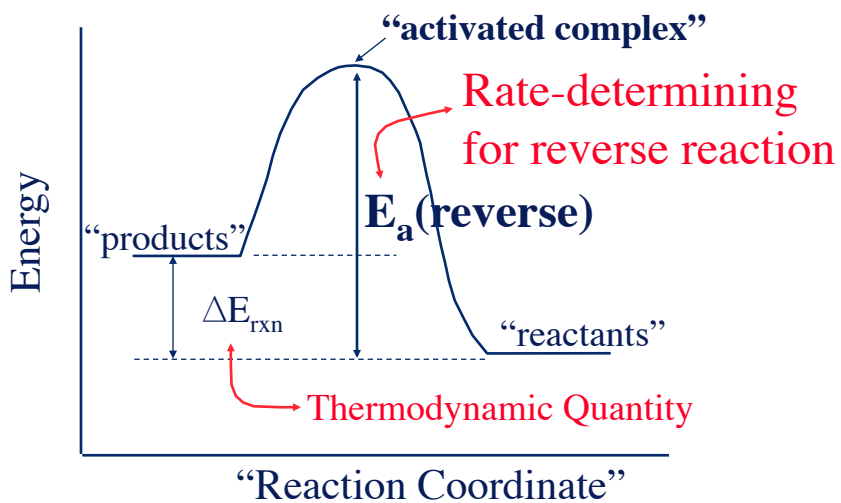 “activated complex”
Rate-determining
for reverse reaction
Energy
Ea(reverse)
“products”
ΔErxn
“reactants”
Thermodynamic Quantity
“Reaction Coordinate”